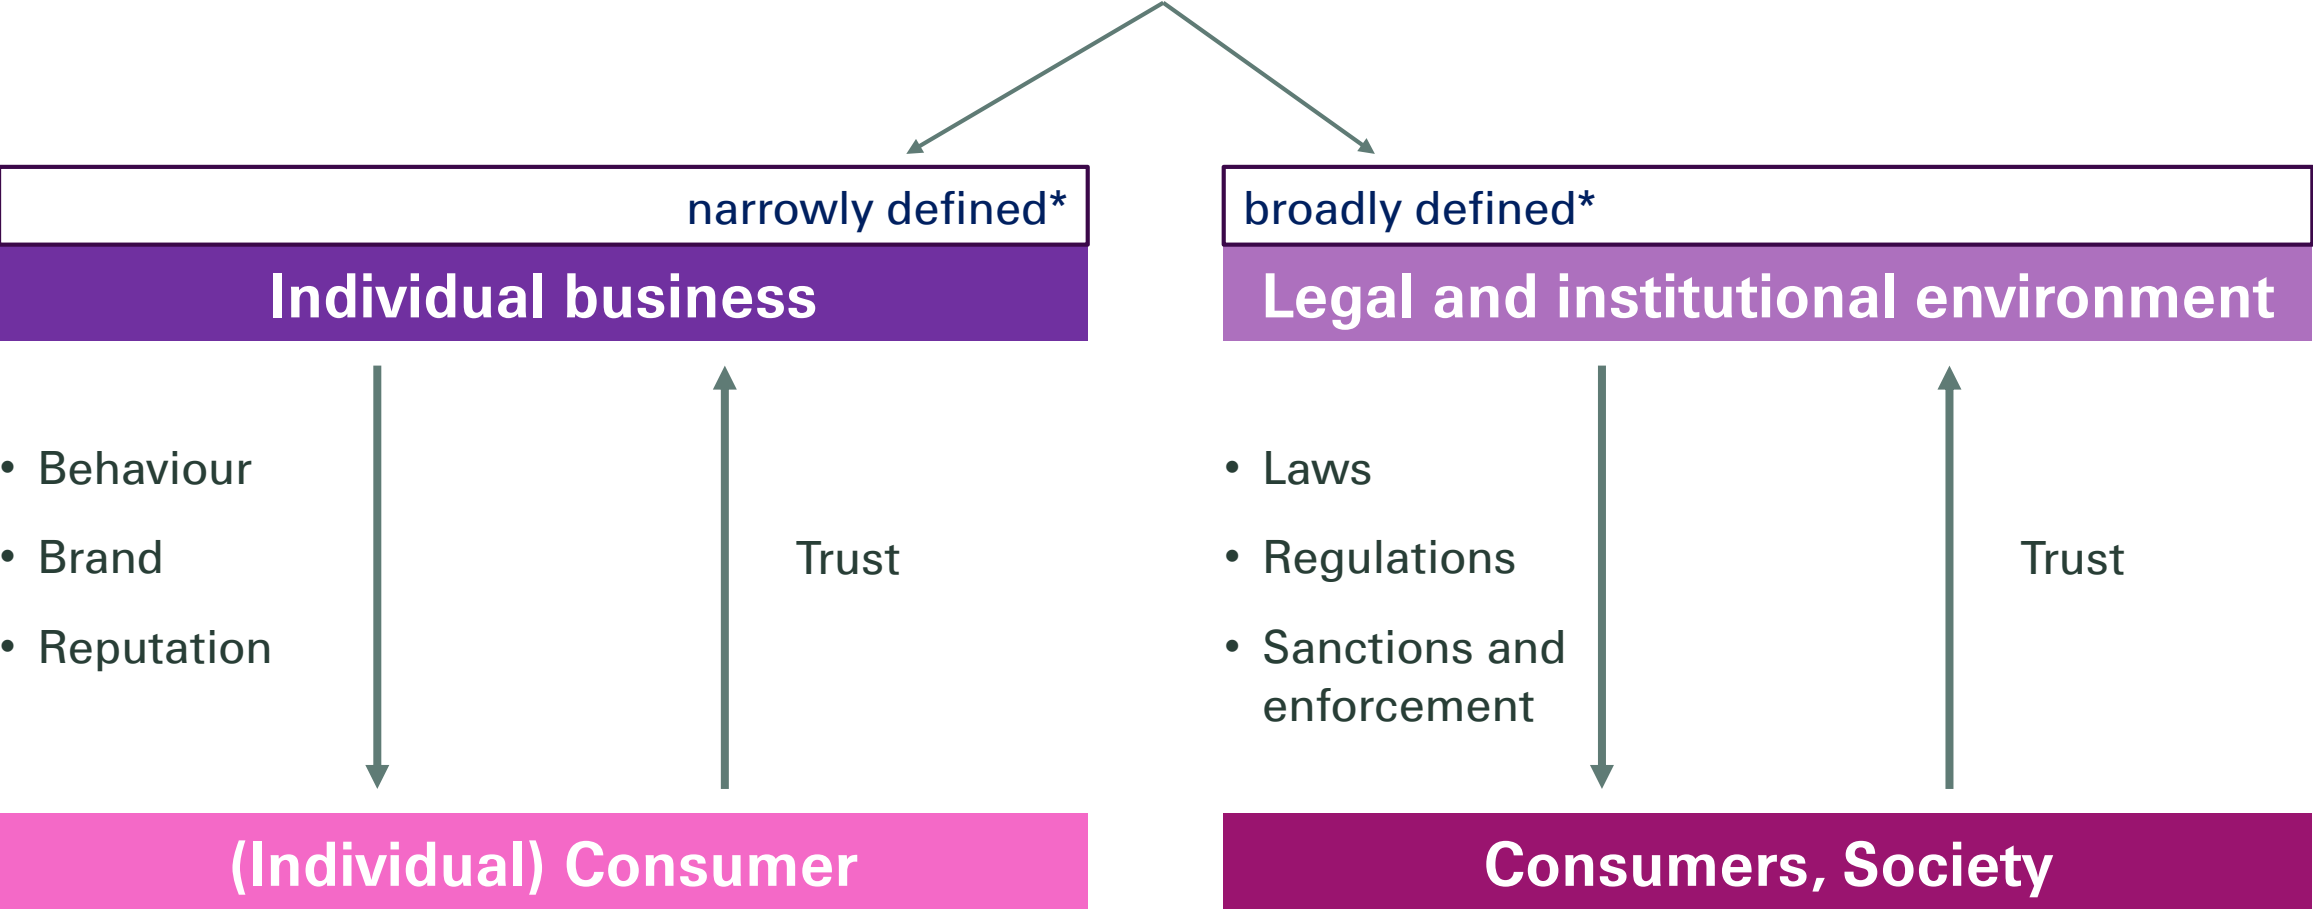 narrowly defined*
Individual business
• Behaviour
• Brand
• Reputation
Trust
(Individual) Consumer
broadly defined*
Legal and institutional environment
• Laws
• Regulations
• Sanctions and
enforcement
Trust
Consumers, Society